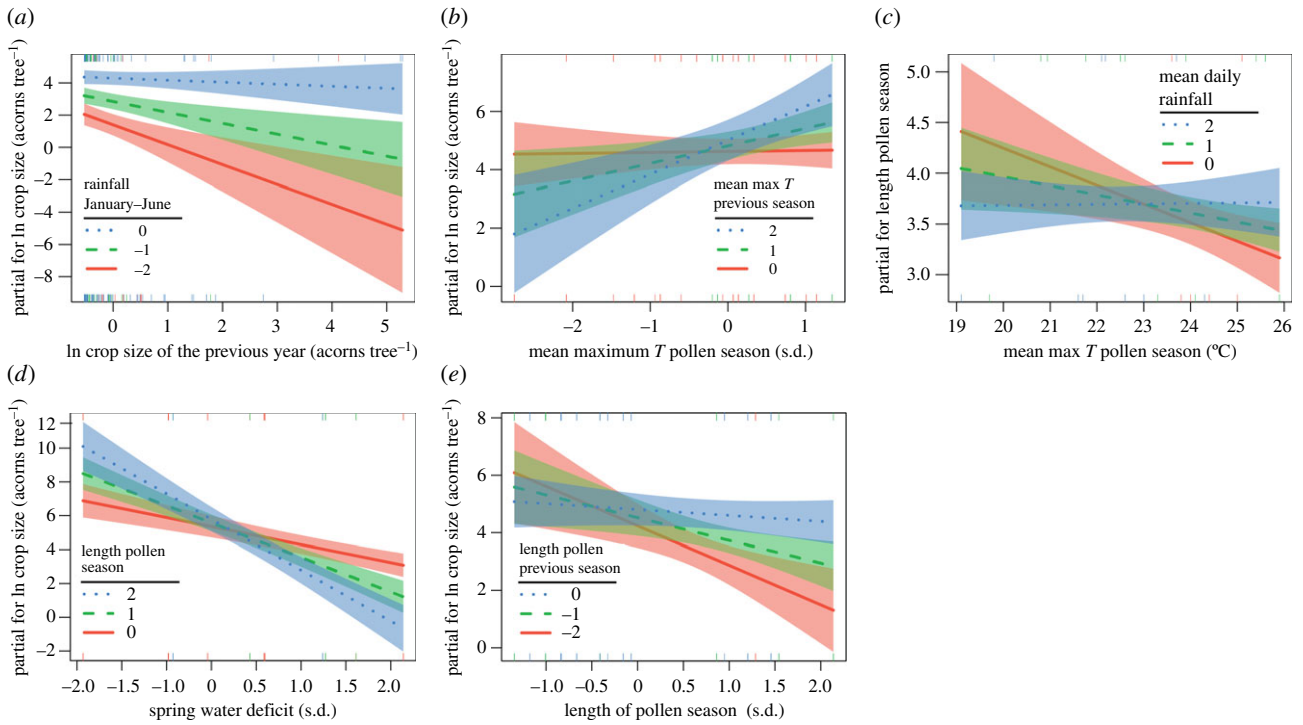 (a)
partial for ln crop size (acorns tree–1)
4
2
0
–2
–4
–6
–8
rainfall
January–June
0
–1
–2
0 1 2 3 4 5
ln crop size of the previous year (acorns tree–1)
(b)
partial for ln crop size (acorns tree–1)
6
4
2
0
mean max T
previous season
2
1
0
–2 –1 0 1
mean maximum T pollen season (s.d.)
(c)
partial for length pollen season
5.0
4.5
4.0
3.5
3.0
mean daily
rainfall
2
1
0
19 20 21 22 23 24 25 26
mean max T pollen season (ºC)
(d)
partial for ln crop size (acorns tree–1)
12
10
8
6
4
2
0
–2
length pollen
season
2
1
0
–2.0 –1.5 –1.0 –0.5 0 0.5 1.0 1.5 2.0
spring water deficit (s.d.)
(e)
partial for ln crop size (acorns tree–1)
8
6
4
2
0
length pollen
previous season
0
–1
–2
–1.0 –0.5 0 0.5 1.0 1.5 2.0
length of pollen season (s.d.)